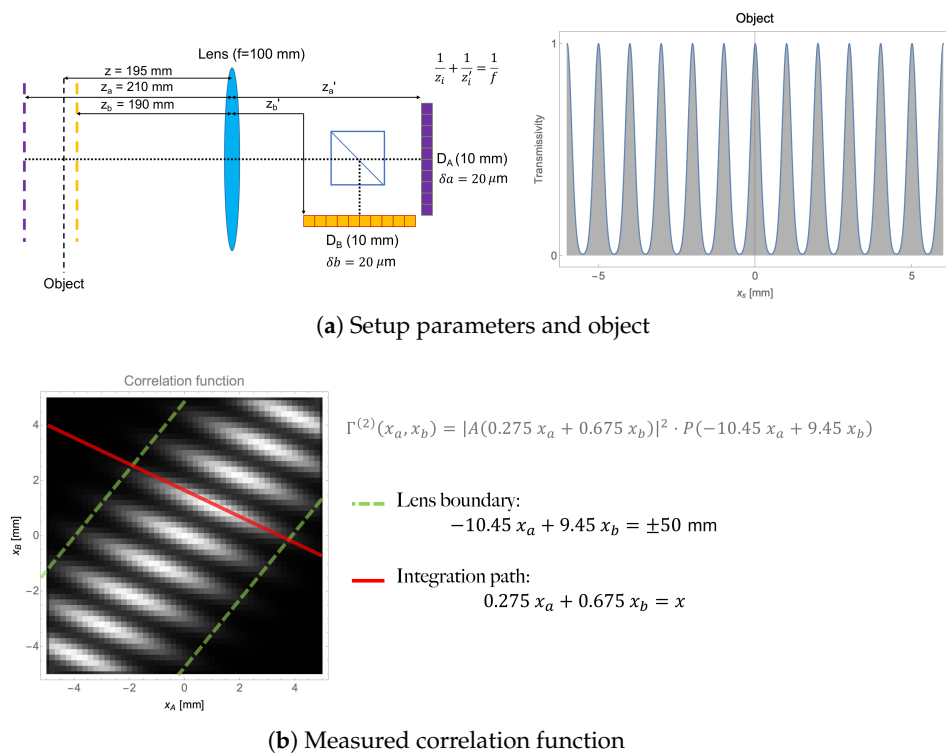 Lens (f=100 mm)
z = 195 mm
z_a = 210 mm
z_b = 190 mm
z_a'
z_b'
1/z_i + 1/z_i' = 1/f
D_A (10 mm)
δa = 20 μm
D_B (10 mm)
δb = 20 μm
Object
Object
Transmissivity
1
0
-5
0
5
x_s [mm]
(a) Setup parameters and object
Correlation function
x_B [mm]
4
2
0
−2
−4
−4
−2
0
2
4
x_A [mm]
Γ^(2)(x_a, x_b) = |A(0.275 x_a + 0.675 x_b)|^2 · P(−10.45 x_a + 9.45 x_b)
Lens boundary:
−10.45 x_a + 9.45 x_b = ±50 mm
Integration path:
0.275 x_a + 0.675 x_b = x
(b) Measured correlation function